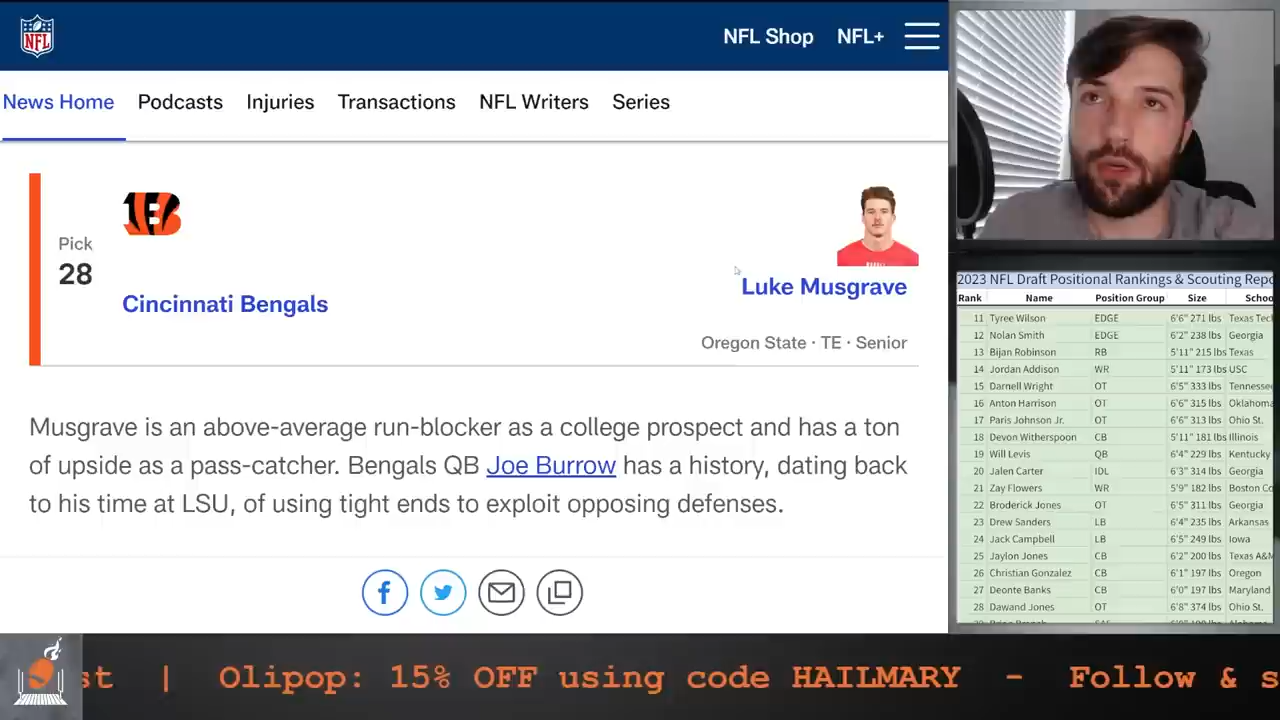 NFL
NFL Shop NFL+
News Home Podcasts Injuries Transactions NFL Writers Series
Pick
28
Cincinnati Bengals
Luke Musgrave
Oregon State · TE · Senior
Musgrave is an above-average run-blocker as a college prospect and has a ton
of upside as a pass-catcher. Bengals QB Joe Burrow has a history, dating back
to his time at LSU, of using tight ends to exploit opposing defenses.
2023 NFL Draft Positional Rankings & Scouting Repo
Rank Name Position Group Size Schoo
11 Tyree Wilson EDGE 6'6" 271 lbs Texas Tec
12 Nolan Smith EDGE 6'2" 238 lbs Georgia
13 Bijan Robinson RB 5'11" 215 lbs Texas
14 Jordan Addison WR 5'11" 173 lbs USC
15 Darnell Wright OT 6'5" 333 lbs Tennesse
16 Anton Harrison OT 6'6" 315 lbs Oklahoma
17 Paris Johnson Jr. OT 6'6" 313 lbs Ohio St.
18 Devon Witherspoon CB 5'11" 181 lbs Illinois
19 Will Levis QB 6'4" 229 lbs Kentucky
20 Jalen Carter IDL 6'3" 314 lbs Georgia
21 Zay Flowers WR 5'9" 182 lbs Boston Co
22 Broderick Jones OT 6'5" 311 lbs Georgia
23 Drew Sanders LB 6'4" 235 lbs Arkansas
24 Jack Campbell LB 6'5" 249 lbs Iowa
25 Jaylon Jones CB 6'2" 200 lbs Texas A&M
26 Christian Gonzalez CB 6'1" 197 lbs Oregon
27 Deonte Banks CB 6'0" 197 lbs Maryland
28 Dawand Jones OT 6'8" 374 lbs Ohio St.
st | Olipop: 15% OFF using code HAILMARY - Follow & s